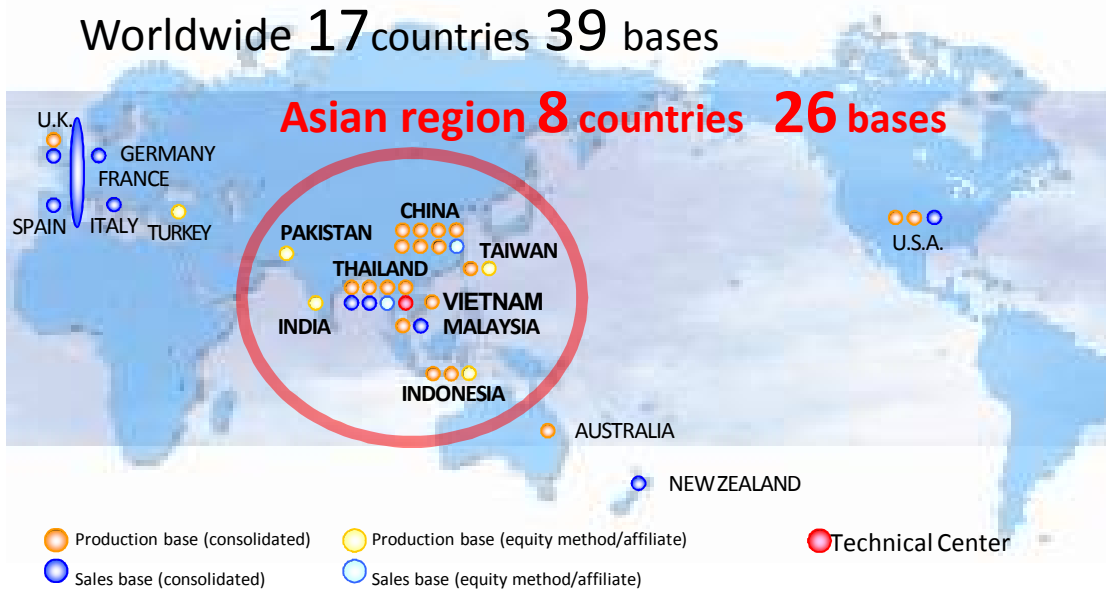 Worldwide 17countries 39 bases
Asian region 8 countries 26 bases
U.K.
GERMANY
FRANCE
SPAIN
ITALY
TURKEY
PAKISTAN
CHINA
TAIWAN
THAILAND
INDIA
VIETNAM
MALAYSIA
INDONESIA
U.S.A.
AUSTRALIA
NEW ZEALAND
Production base (consolidated)
Production base (equity method/affiliate)
Technical Center
Sales base (consolidated)
Sales base (equity method/affiliate)